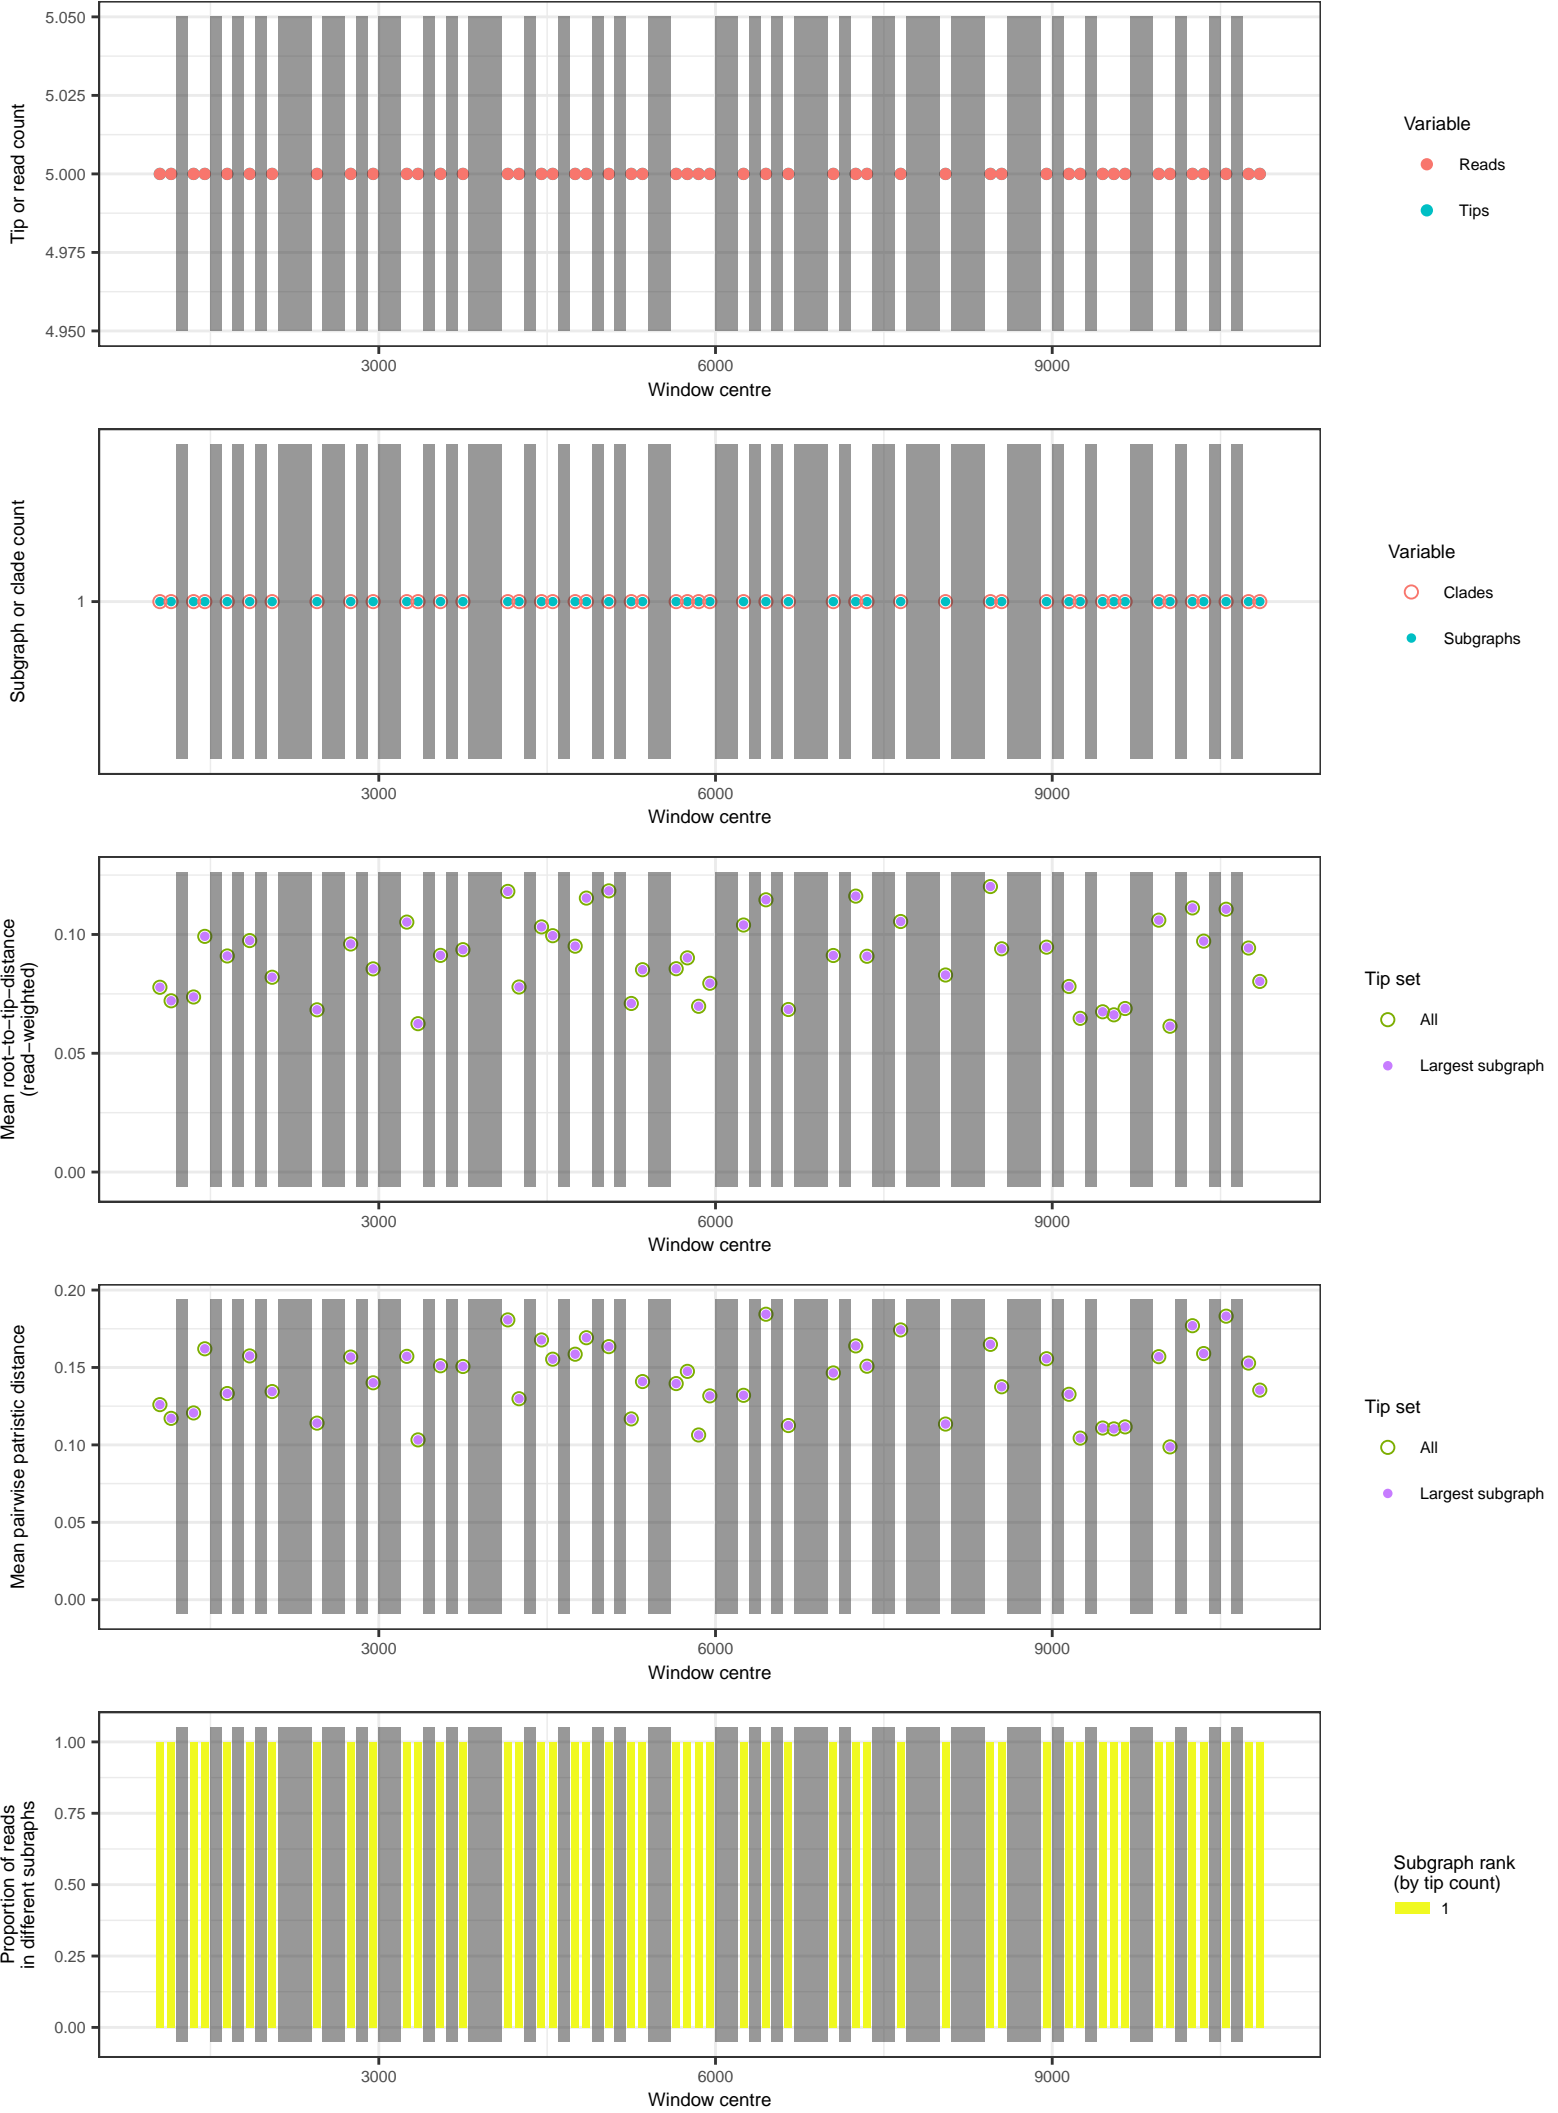 5.050
5.025
5.000
4.975
4.950
Tip or read count
3000
6000
9000
Window centre
Variable
Reads
Tips
1
Subgraph or clade count
3000
6000
9000
Window centre
Variable
Clades
Subgraphs
0.10
0.05
0.00
Mean root−to−tip−distance
(read−weighted)
3000
6000
9000
Window centre
Tip set
All
Largest subgraph
0.20
0.15
0.10
0.05
0.00
Mean pairwise patristic distance
3000
6000
9000
Window centre
Tip set
All
Largest subgraph
1.00
0.75
0.50
0.25
0.00
Proportion of reads
in different subraphs
3000
6000
9000
Window centre
Subgraph rank
(by tip count)
1